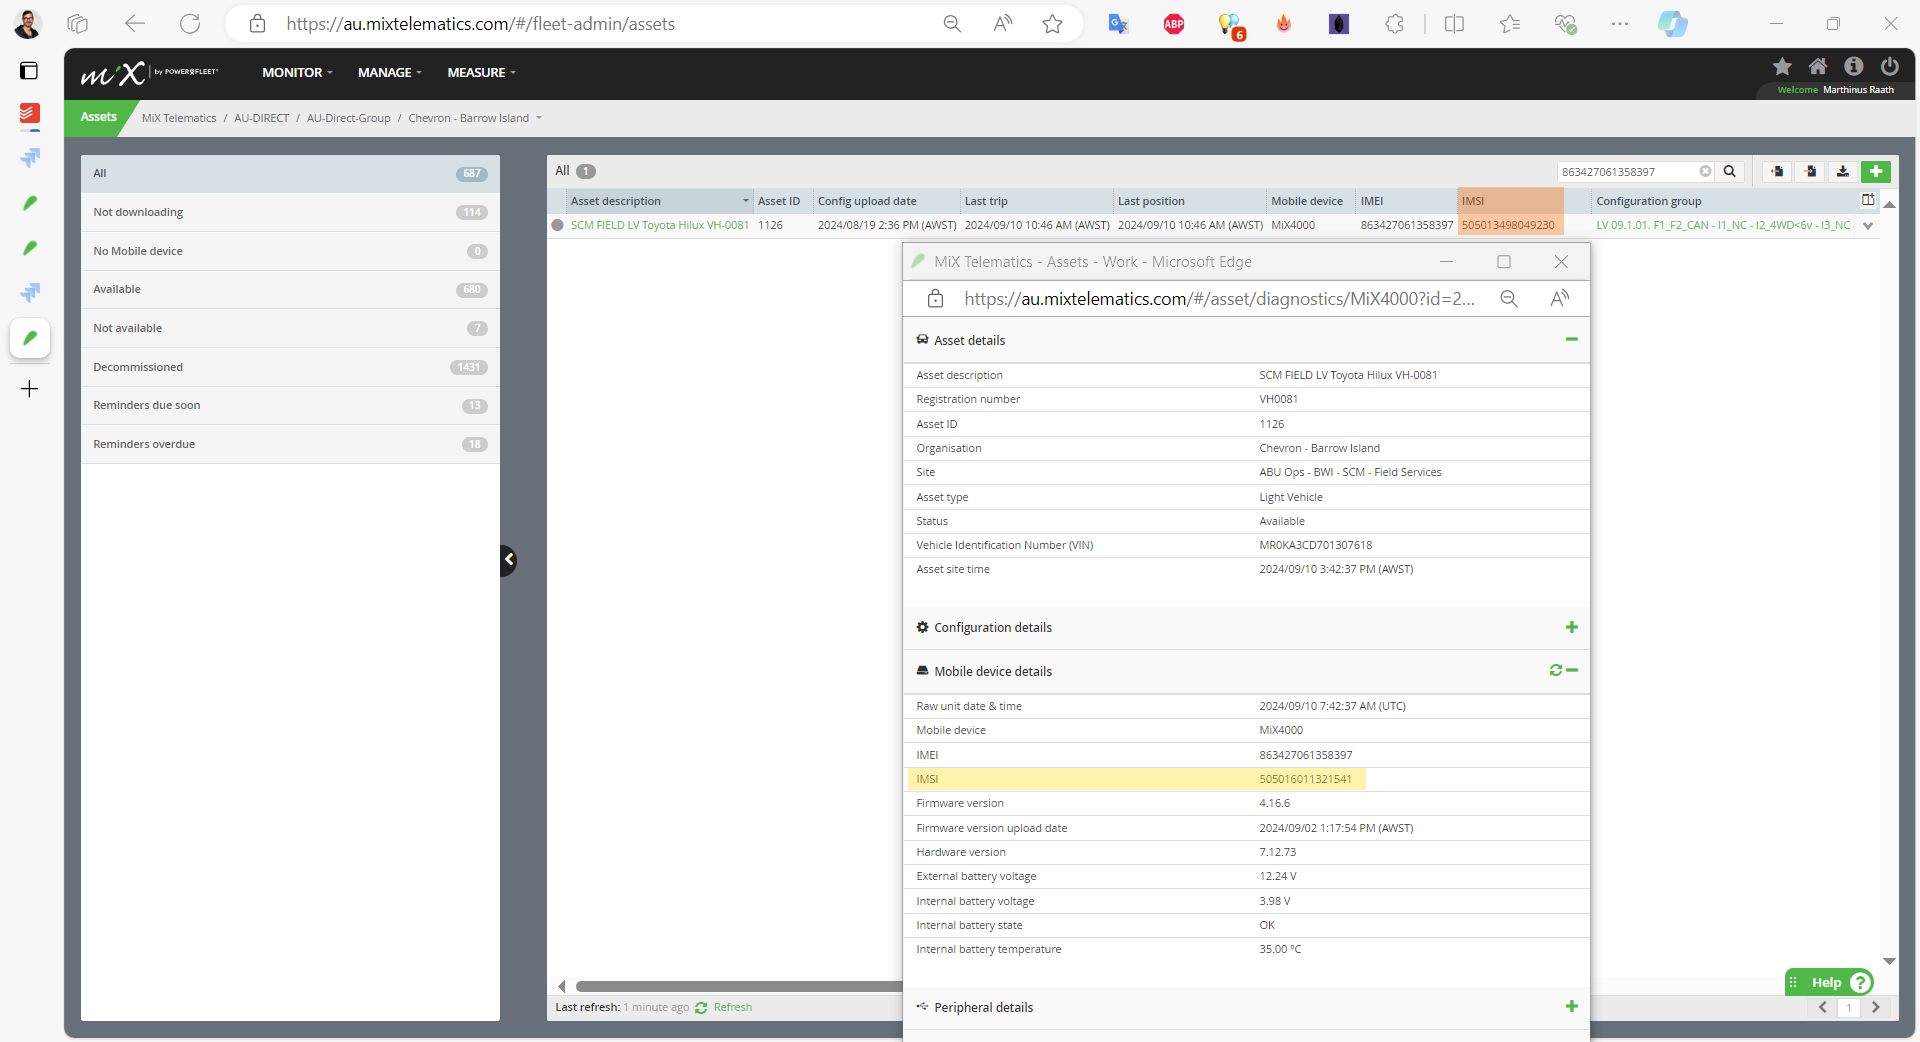 https://au.mixtelematics.com/#/fleet-admin/assets
ABP
6
miX by POWERFLEET
MONITOR MANAGE MEASURE
Welcome Marthinus Raath
Assets MiX Telematics / AU-DIRECT / AU-Direct-Group / Chevron - Barrow Island
All 687
Not downloading 114
No Mobile device 0
Available 680
Not available 7
Decommissioned 1431
Reminders due soon 13
Reminders overdue 18
All 1
863427061358397
Asset description Asset ID Config upload date Last trip Last position Mobile device IMEI IMSI Configuration group
SCM FIELD LV Toyota Hilux VH-0081 1126 2024/08/19 2:36 PM (AWST) 2024/09/10 10:46 AM (AWST) 2024/09/10 10:46 AM (AWST) MiX4000 863427061358397 505013498049230 LV 09.1.01. F1_F2_CAN - I1_NC - I2_4WD<6v - I3_NC
MiX Telematics - Assets - Work - Microsoft Edge
https://au.mixtelematics.com/#/asset/diagnostics/MiX4000?id=2...
Asset details
Asset description SCM FIELD LV Toyota Hilux VH-0081
Registration number VH0081
Asset ID 1126
Organisation Chevron - Barrow Island
Site ABU Ops - BWI - SCM - Field Services
Asset type Light Vehicle
Status Available
Vehicle Identification Number (VIN) MR0KA3CD701307618
Asset site time 2024/09/10 3:42:37 PM (AWST)
Configuration details
Mobile device details
Raw unit date & time 2024/09/10 7:42:37 AM (UTC)
Mobile device MiX4000
IMEI 863427061358397
IMSI 505016011321541
Firmware version 4.16.6
Firmware version upload date 2024/09/02 1:17:54 PM (AWST)
Hardware version 7.12.73
External battery voltage 12.24 V
Internal battery voltage 3.98 V
Internal battery state OK
Internal battery temperature 35.00 °C
Peripheral details
Last refresh: 1 minute ago Refresh
Help ?
1